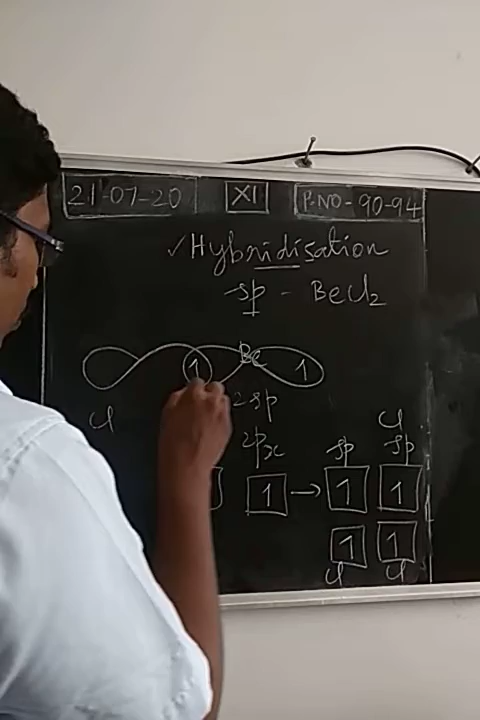 21-07-20 XI P.NO-90-94
✓Hybridisation
sp - BeCl2
1 Be 1
Cl 2sp
Cl
2px sp sp
1 → 1 1
1 1
Cl Cl